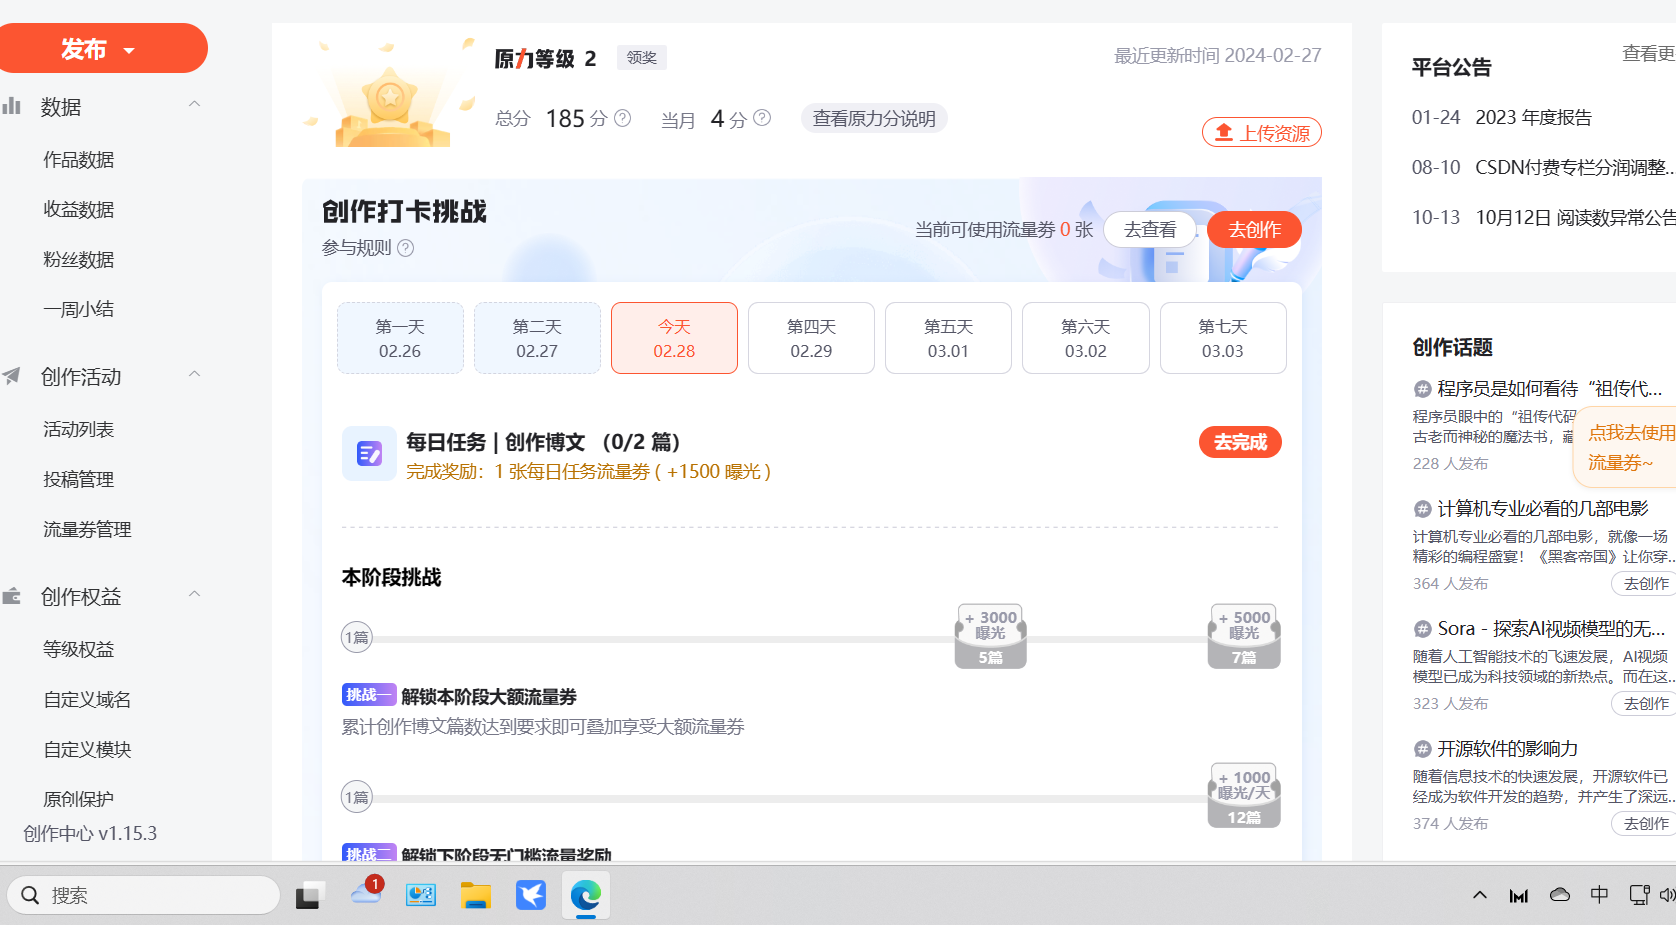 发布
数据
作品数据
收益数据
粉丝数据
一周小结
创作活动
活动列表
投稿管理
流量券管理
创作权益
等级权益
自定义域名
自定义模块
原创保护
创作中心 v1.15.3
原力等级 2
领奖
最近更新时间 2024-02-27
总分 185 分 ?
当月 4 分 ?
查看原力分说明
上传资源
创作打卡挑战
参与规则 ?
当前可使用流量券 0 张
去查看
去创作
第一天
02.26
第二天
02.27
今天
02.28
第四天
02.29
第五天
03.01
第六天
03.02
第七天
03.03
每日任务 | 创作博文 （0/2 篇）
完成奖励：1 张每日任务流量券 ( +1500 曝光 )
去完成
本阶段挑战
1篇
+ 3000
曝光
5篇
+ 5000
曝光
7篇
挑战一 解锁本阶段大额流量券
累计创作博文篇数达到要求即可叠加享受大额流量券
1篇
+ 1000
曝光/天
12篇
挑战二 解锁下阶段无门槛流量奖励
平台公告
查看更
01-24 2023 年度报告
08-10 CSDN付费专栏分润调整...
10-13 10月12日 阅读数异常公告
创作话题
# 程序员是如何看待“祖传代...
程序员眼中的“祖传代码
古老而神秘的魔法书，藏
228 人发布
点我去使用
流量券~
# 计算机专业必看的几部电影
计算机专业必看的几部电影，就像一场
精彩的编程盛宴！《黑客帝国》让你穿...
364 人发布
去创作
# Sora - 探索AI视频模型的无...
随着人工智能技术的飞速发展，AI视频
模型已成为科技领域的新热点。而在这...
323 人发布
去创作
# 开源软件的影响力
随着信息技术的快速发展，开源软件已
经成为软件开发的趋势，并产生了深远...
374 人发布
去创作
搜索
1
中